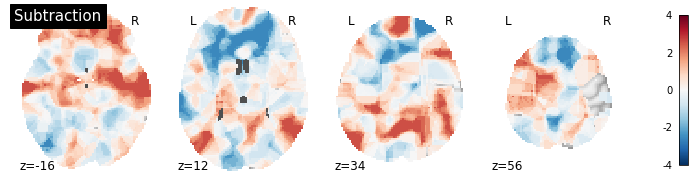 Subtraction
R
L R
L R
L R
z=-16
z=12
z=34
z=56
4
2
0
-2
-4